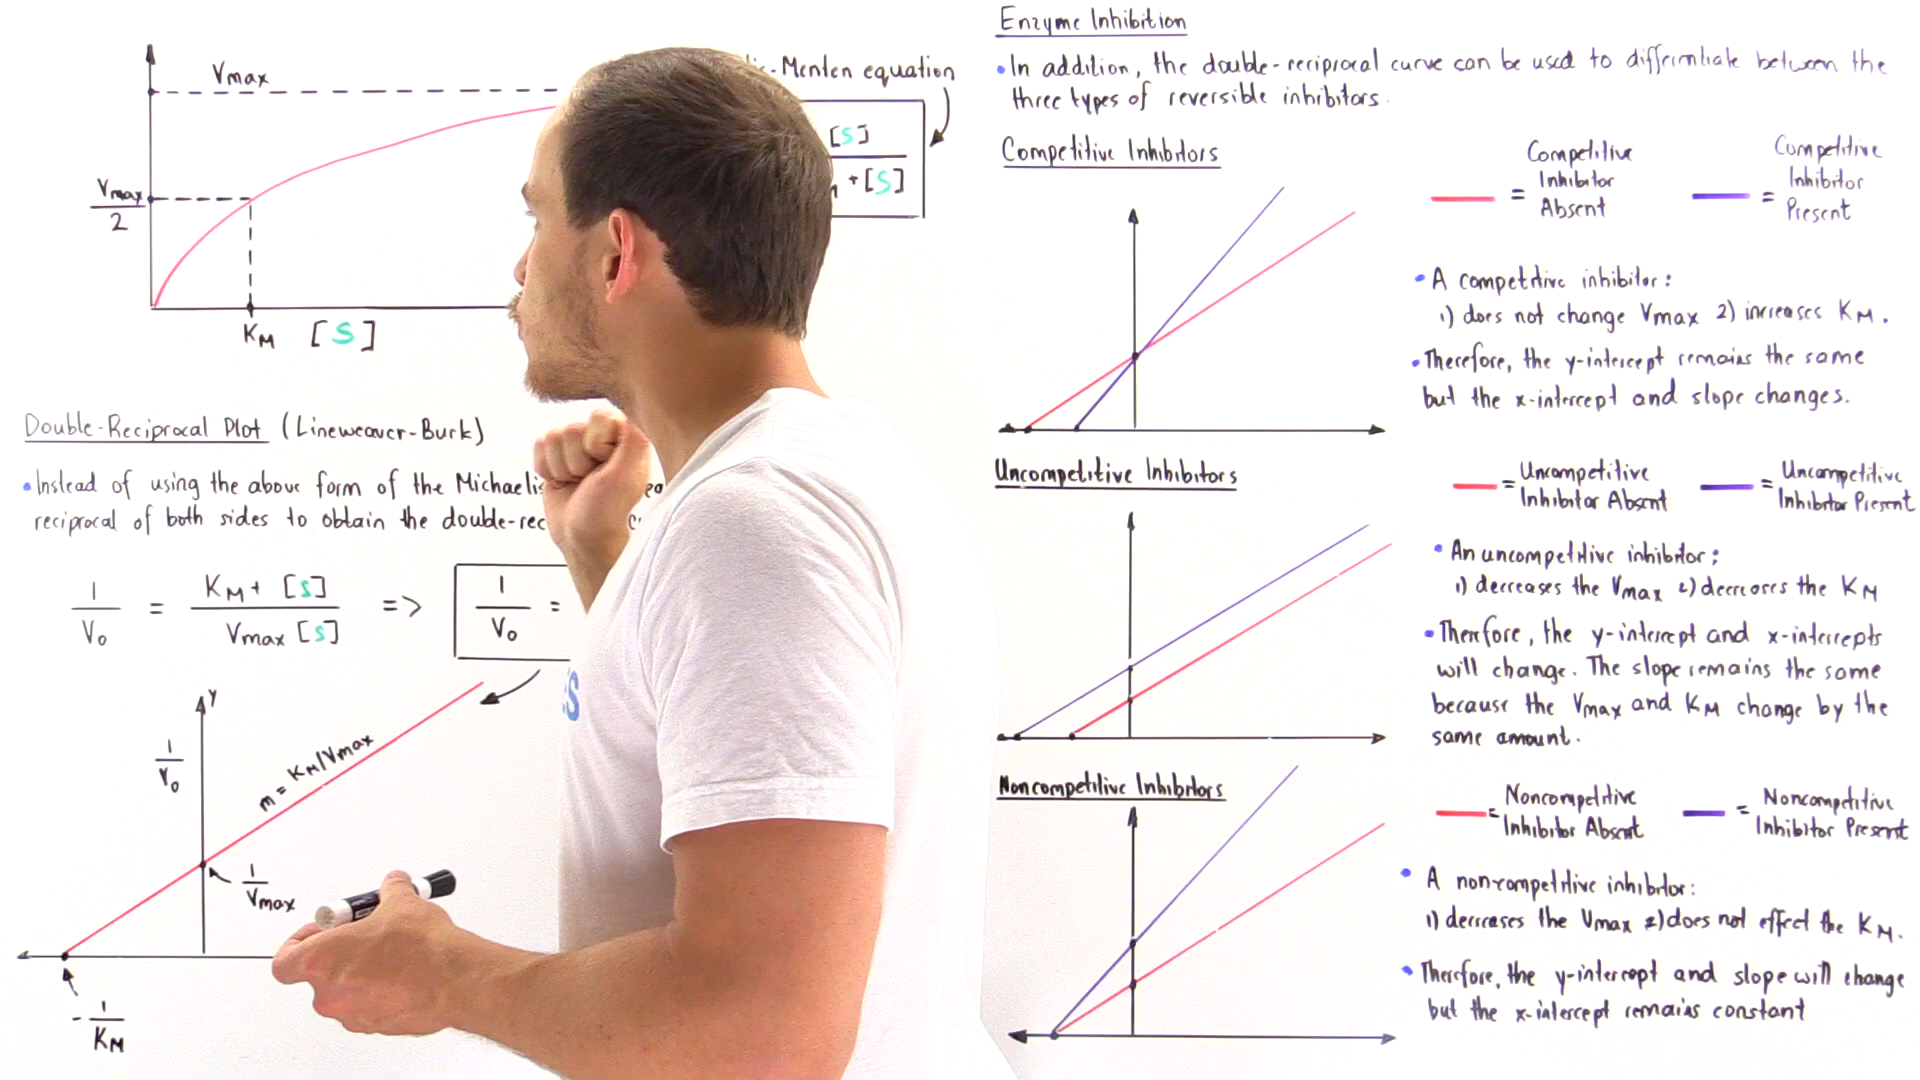 Vmax
Vmax
2
KM [S]
-Menten equation
[S]
+[S]
Double-Reciprocal Plot (Lineweaver-Burk)
• Instead of using the above form of the
reciprocal of both sides to obtain the
1 = KM + [S] => 1 =
V0 Vmax [S] V0
Y
1
V0
m = KM/Vmax
1
Vmax
- 1
KM
Enzyme Inhibition
• In addition, the double-reciprocal curve can be used to differentiate between the
three types of reversible inhibitors.
Competitive Inhibitors
= Competitive
Inhibitor
Absent
= Competitive
Inhibitor
Present
• A competitive inhibitor:
1) does not change Vmax 2) increases KM.
• Therefore, the y-intercept remains the same
but the x-intercept and slope changes.
Uncompetitive Inhibitors
= Uncompetitive
Inhibitor Absent
= Uncompetitive
Inhibitor Present
• An uncompetitive inhibitor:
1) decreases the Vmax 2) decreases the KM
• Therefore, the y-intercept and x-intercepts
will change. The slope remains the same
because the Vmax and KM change by the
same amount.
Noncompetitive Inhibitors
= Noncompetitive
Inhibitor Absent
= Noncompetitive
Inhibitor Present
• A noncompetitive inhibitor:
1) decreases the Vmax 2) does not effect the KM.
• Therefore, the y-intercept and slope will change
but the x-intercept remains constant